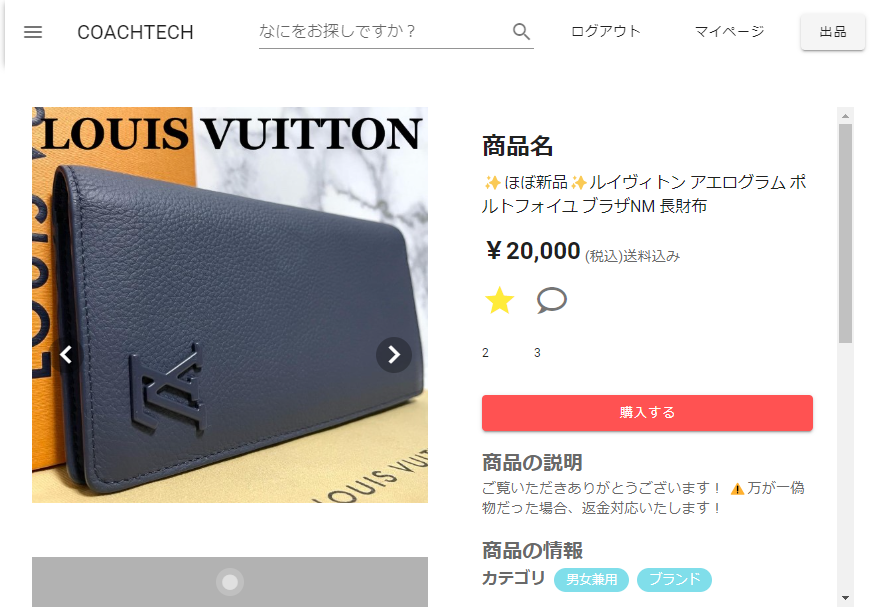 COACHTECH
なにをお探しですか？
ログアウト
マイページ
出品
LOUIS VUITTON
商品名
✨ほぼ新品✨ルイヴィトン アエログラム ポ
ルトフォイユ ブラザNM 長財布
￥20,000 (税込)送料込み
2
3
購入する
商品の説明
ご覧いただきありがとうございます！ ⚠️万が一偽
物だった場合、返金対応いたします！
商品の情報
カテゴリ 男女兼用 ブランド